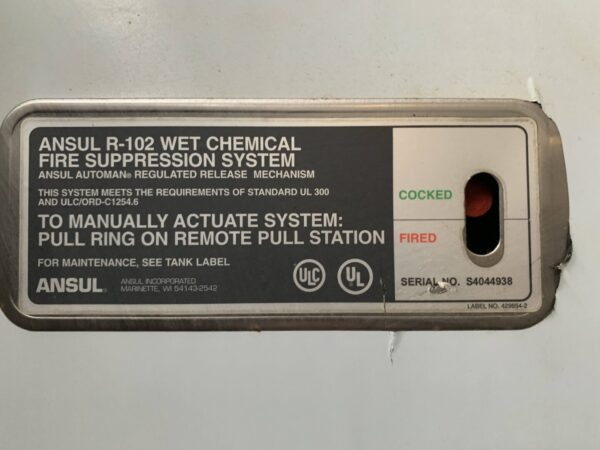 ANSUL R-102 WET CHEMICAL
FIRE SUPPRESSION SYSTEM
ANSUL AUTOMAN® REGULATED RELEASE MECHANISM
THIS SYSTEM MEETS THE REQUIREMENTS OF STANDARD UL 300
AND ULC/ORD-C1254.6
TO MANUALLY ACTUATE SYSTEM:
PULL RING ON REMOTE PULL STATION
FOR MAINTENANCE, SEE TANK LABEL
ANSUL®
ANSUL INCORPORATED
MARINETTE, WI 54143-2542
ULC
UL
COCKED
FIRED
SERIAL NO. S4044938
LABEL NO. 429854-2